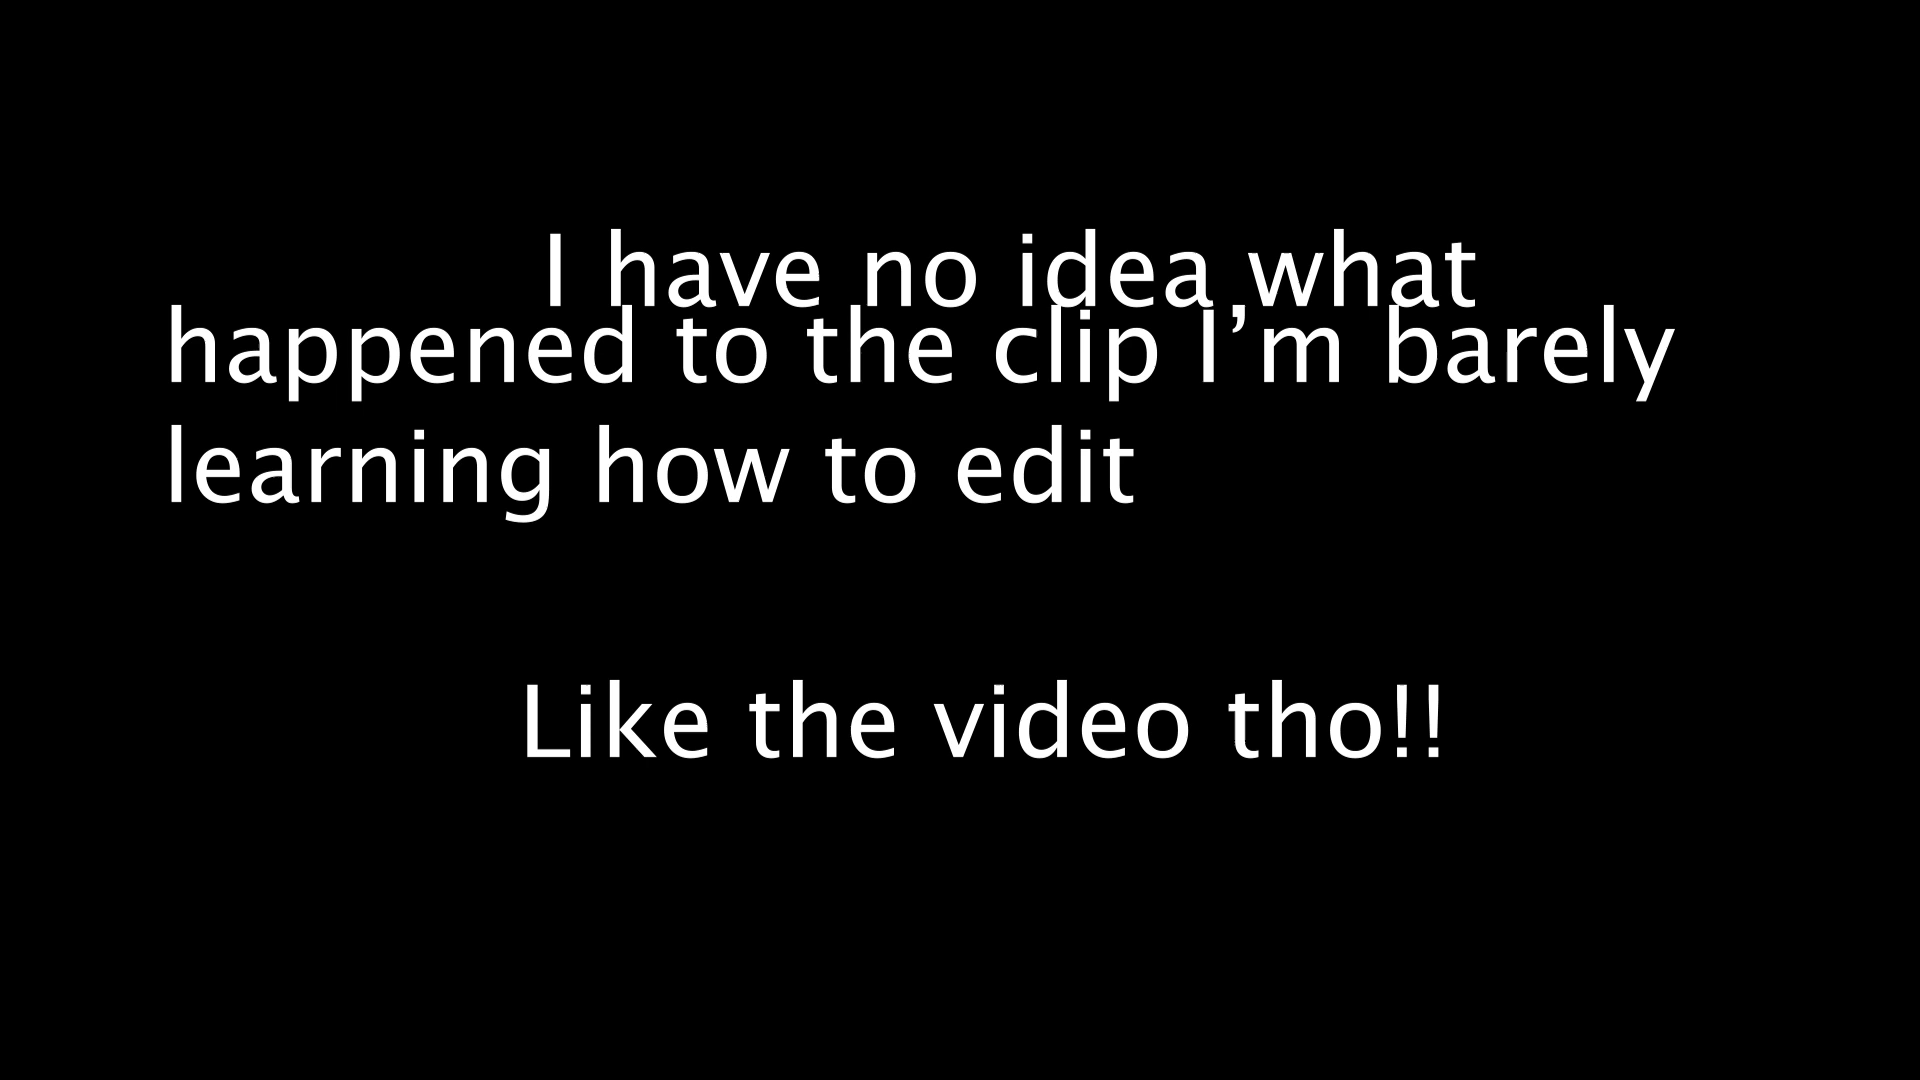 I have no idea what
happened to the clip I’m barely
learning how to edit
Like the video tho!!